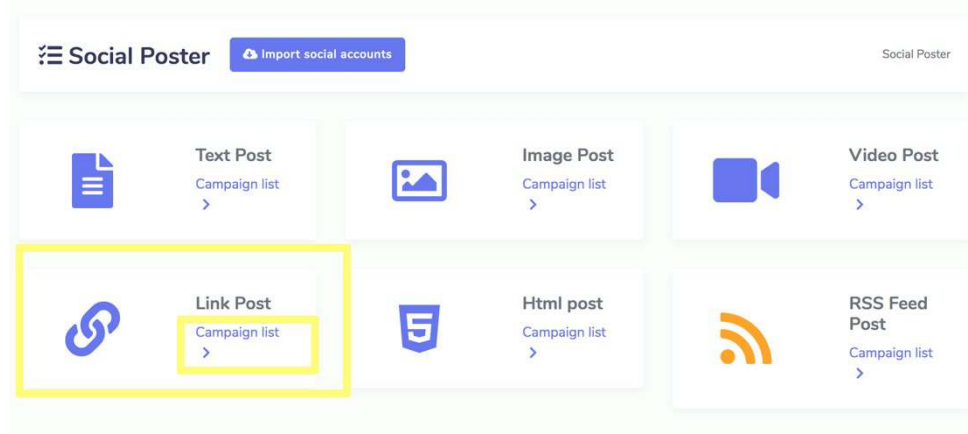 Social Poster
Import social accounts
Social Poster
Text Post
Campaign list
Image Post
Campaign list
Video Post
Campaign list
Link Post
Campaign list
Html post
Campaign list
RSS Feed
Post
Campaign list